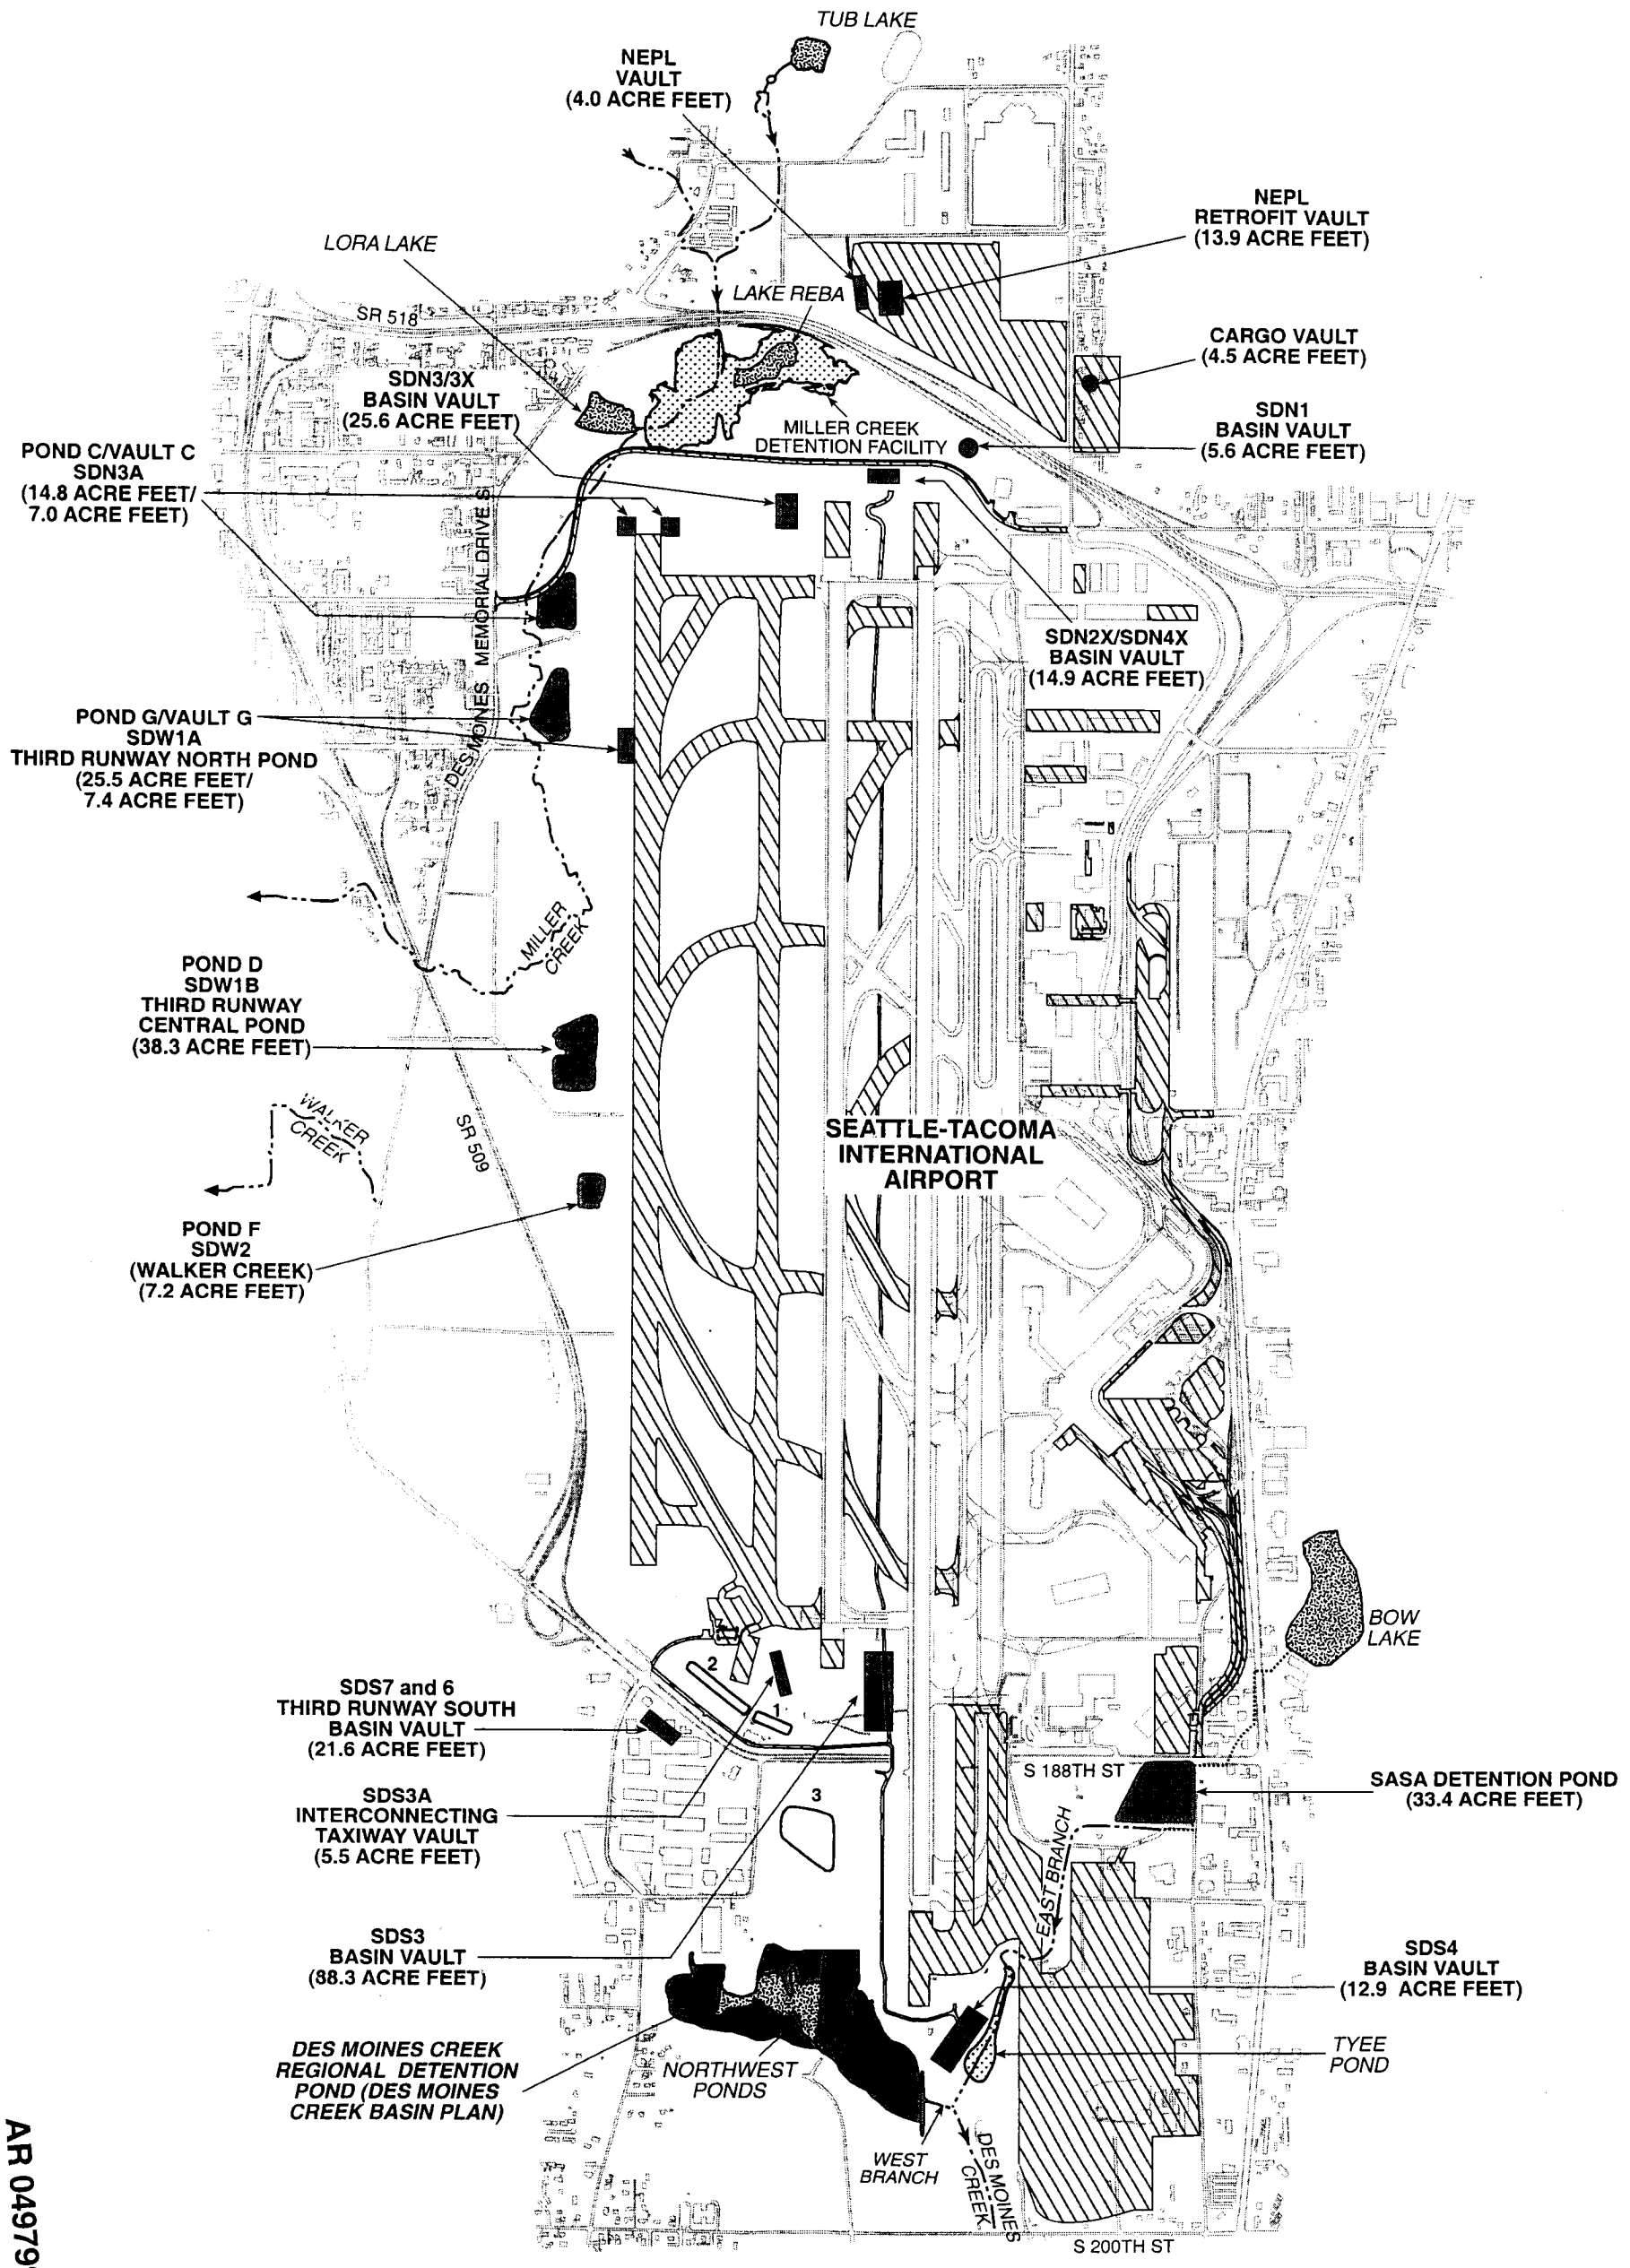 TUB LAKE
NEPL
VAULT
(4.0 ACRE FEET)
NEPL
RETROFIT VAULT
(13.9 ACRE FEET)
LORA LAKE
LAKE REBA
SR 518
CARGO VAULT
(4.5 ACRE FEET)
SDN3/3X
BASIN VAULT
(25.6 ACRE FEET)
MILLER CREEK
DETENTION FACILITY
SDN1
BASIN VAULT
(5.6 ACRE FEET)
POND C/VAULT C
SDN3A
(14.8 ACRE FEET/
7.0 ACRE FEET)
DES MOINES MEMORIAL DRIVE S
SDN2X/SDN4X
BASIN VAULT
(14.9 ACRE FEET)
POND G/VAULT G
SDW1A
THIRD RUNWAY NORTH POND
(25.5 ACRE FEET/
7.4 ACRE FEET)
MILLER
CREEK
POND D
SDW1B
THIRD RUNWAY
CENTRAL POND
(38.3 ACRE FEET)
WALKER
CREEK
SR 509
SEATTLE-TACOMA
INTERNATIONAL
AIRPORT
POND F
SDW2
(WALKER CREEK)
(7.2 ACRE FEET)
BOW
LAKE
2
1
SDS7 and 6
THIRD RUNWAY SOUTH
BASIN VAULT
(21.6 ACRE FEET)
S 188TH ST
SASA DETENTION POND
(33.4 ACRE FEET)
SDS3A
INTERCONNECTING
TAXIWAY VAULT
(5.5 ACRE FEET)
3
EAST BRANCH
SDS3
BASIN VAULT
(88.3 ACRE FEET)
SDS4
BASIN VAULT
(12.9 ACRE FEET)
DES MOINES CREEK
REGIONAL DETENTION
POND (DES MOINES
CREEK BASIN PLAN)
NORTHWEST
PONDS
TYEE
POND
WEST
BRANCH
DES MOINES
CREEK
S 200TH ST
AR 04979